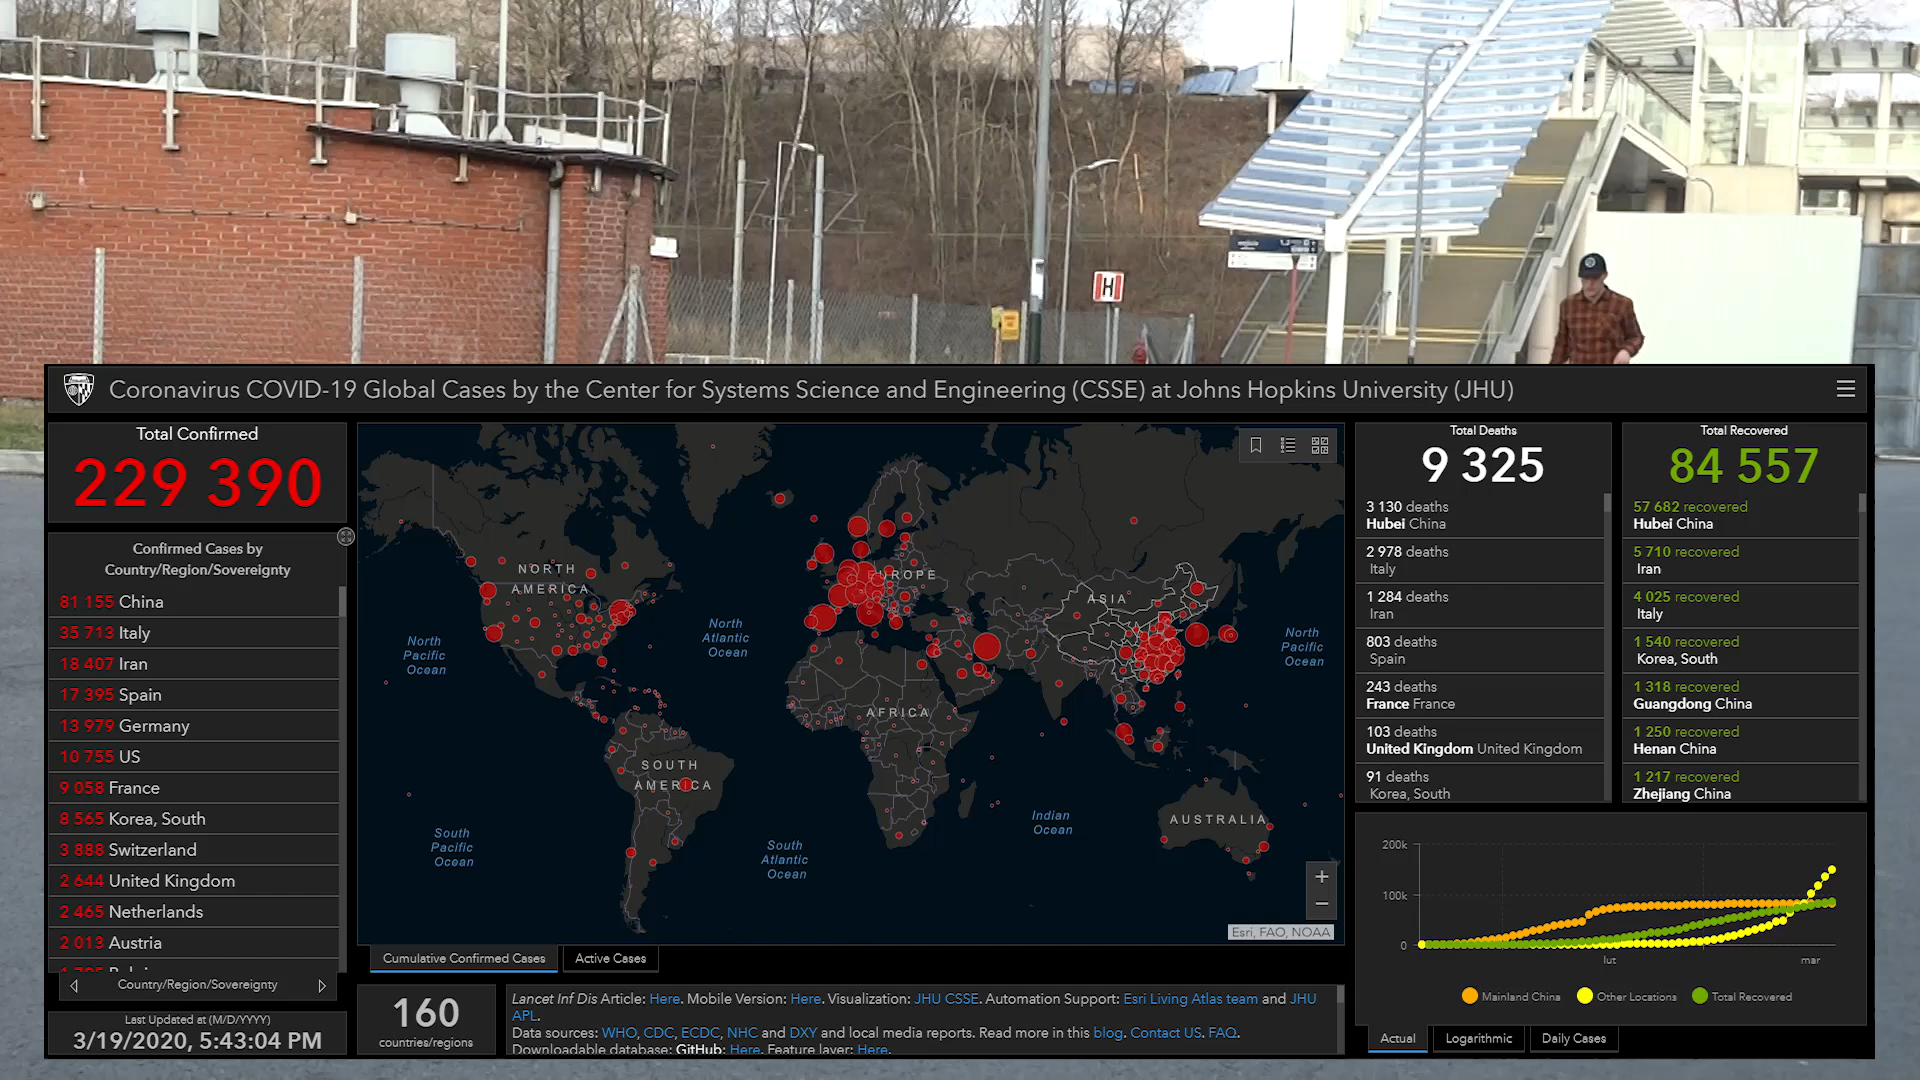 H
Coronavirus COVID-19 Global Cases by the Center for Systems Science and Engineering (CSSE) at Johns Hopkins University (JHU)
Total Confirmed
229 390
Confirmed Cases by
Country/Region/Sovereignty
81 155 China
35 713 Italy
18 407 Iran
17 395 Spain
13 979 Germany
10 755 US
9 058 France
8 565 Korea, South
3 888 Switzerland
2 644 United Kingdom
2 465 Netherlands
2 013 Austria
Country/Region/Sovereignty
Last Updated at (M/D/YYYY)
3/19/2020, 5:43:04 PM
NORTH
AMERICA
EUROPE
ASIA
North
Pacific
Ocean
North
Atlantic
Ocean
North
Pacific
Ocean
AFRICA
SOUTH
AMERICA
South
Pacific
Ocean
South
Atlantic
Ocean
Indian
Ocean
AUSTRALIA
+
−
Esri, FAO, NOAA
Cumulative Confirmed Cases
Active Cases
160
countries/regions
Lancet Inf Dis Article: Here. Mobile Version: Here. Visualization: JHU CSSE. Automation Support: Esri Living Atlas team and JHU
APL.
Data sources: WHO, CDC, ECDC, NHC and DXY and local media reports. Read more in this blog. Contact US. FAQ.
Downloadable database: GitHub: Here. Feature layer: Here.
Total Deaths
9 325
3 130 deaths
Hubei China
2 978 deaths
Italy
1 284 deaths
Iran
803 deaths
Spain
243 deaths
France France
103 deaths
United Kingdom United Kingdom
91 deaths
Korea, South
Total Recovered
84 557
57 682 recovered
Hubei China
5 710 recovered
Iran
4 025 recovered
Italy
1 540 recovered
Korea, South
1 318 recovered
Guangdong China
1 250 recovered
Henan China
1 217 recovered
Zhejiang China
200k
100k
0
lut
mar
Mainland China
Other Locations
Total Recovered
Actual
Logarithmic
Daily Cases